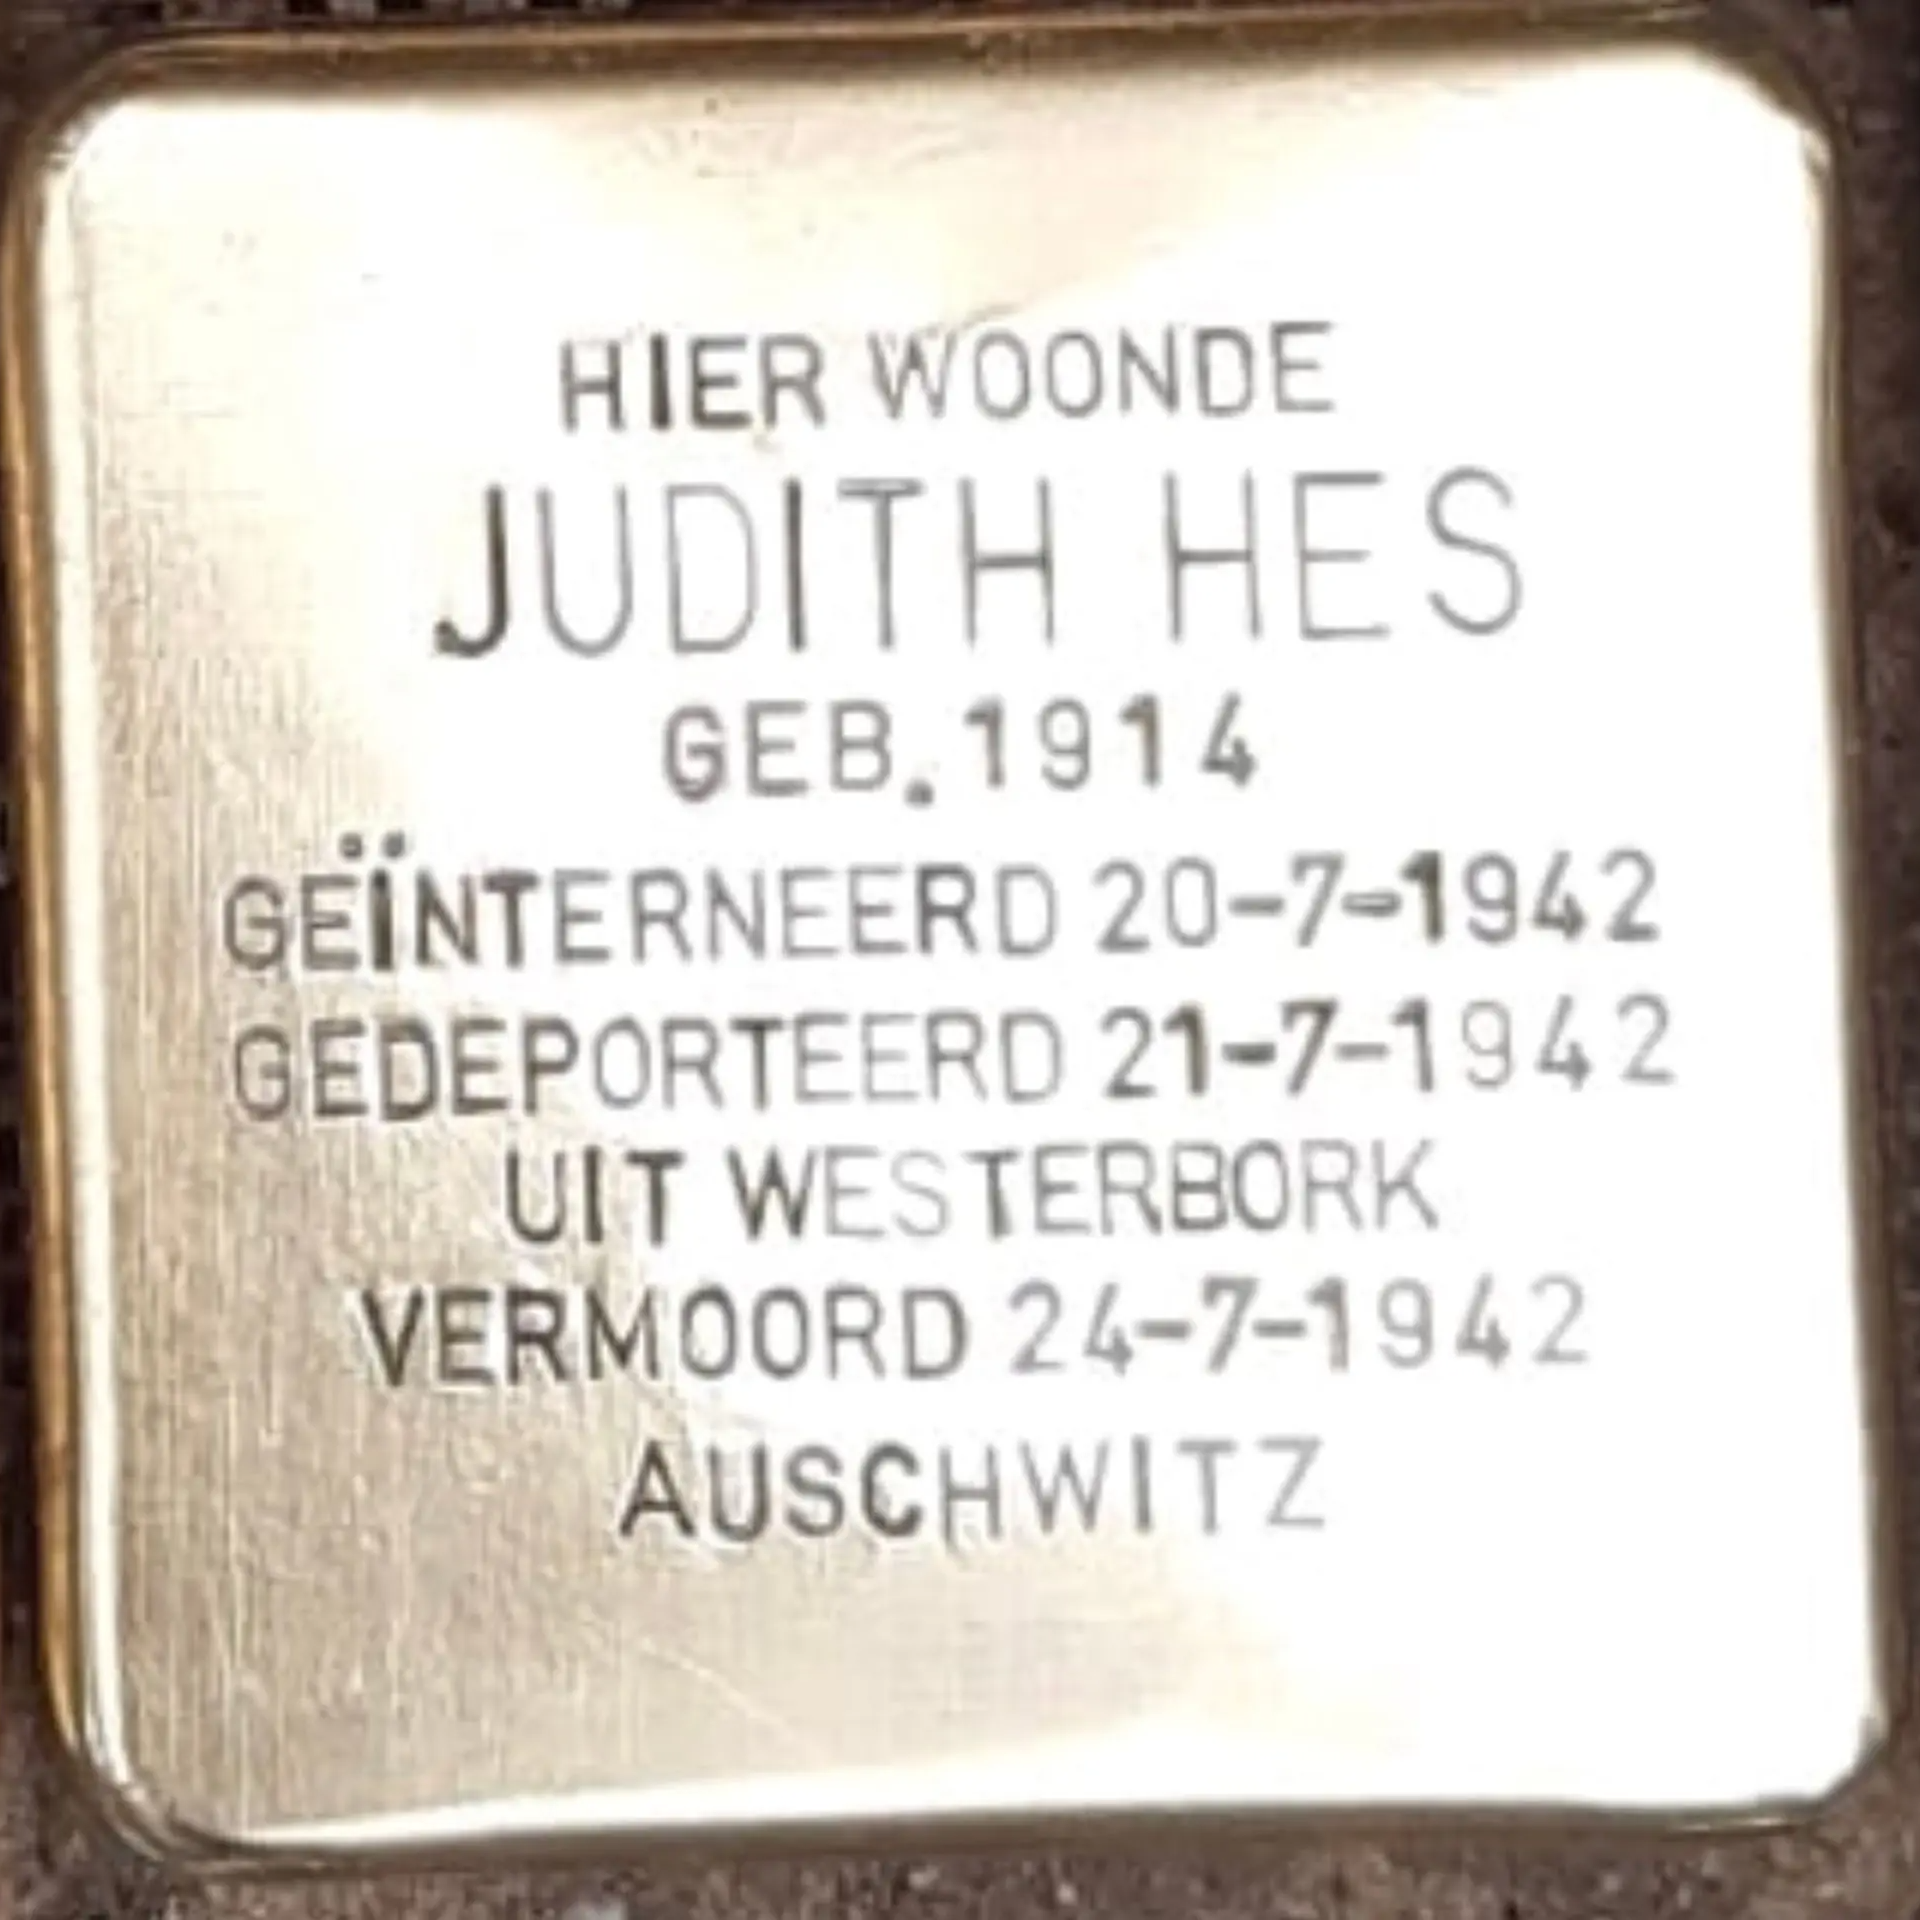 HIER WOONDE
JUDITH HES
GEB. 1914
GEÏNTERNEERD 20-7-1942
GEDEPORTEERD 21-7-1942
UIT WESTERBORK
VERMOORD 24-7-1942
AUSCHWITZ